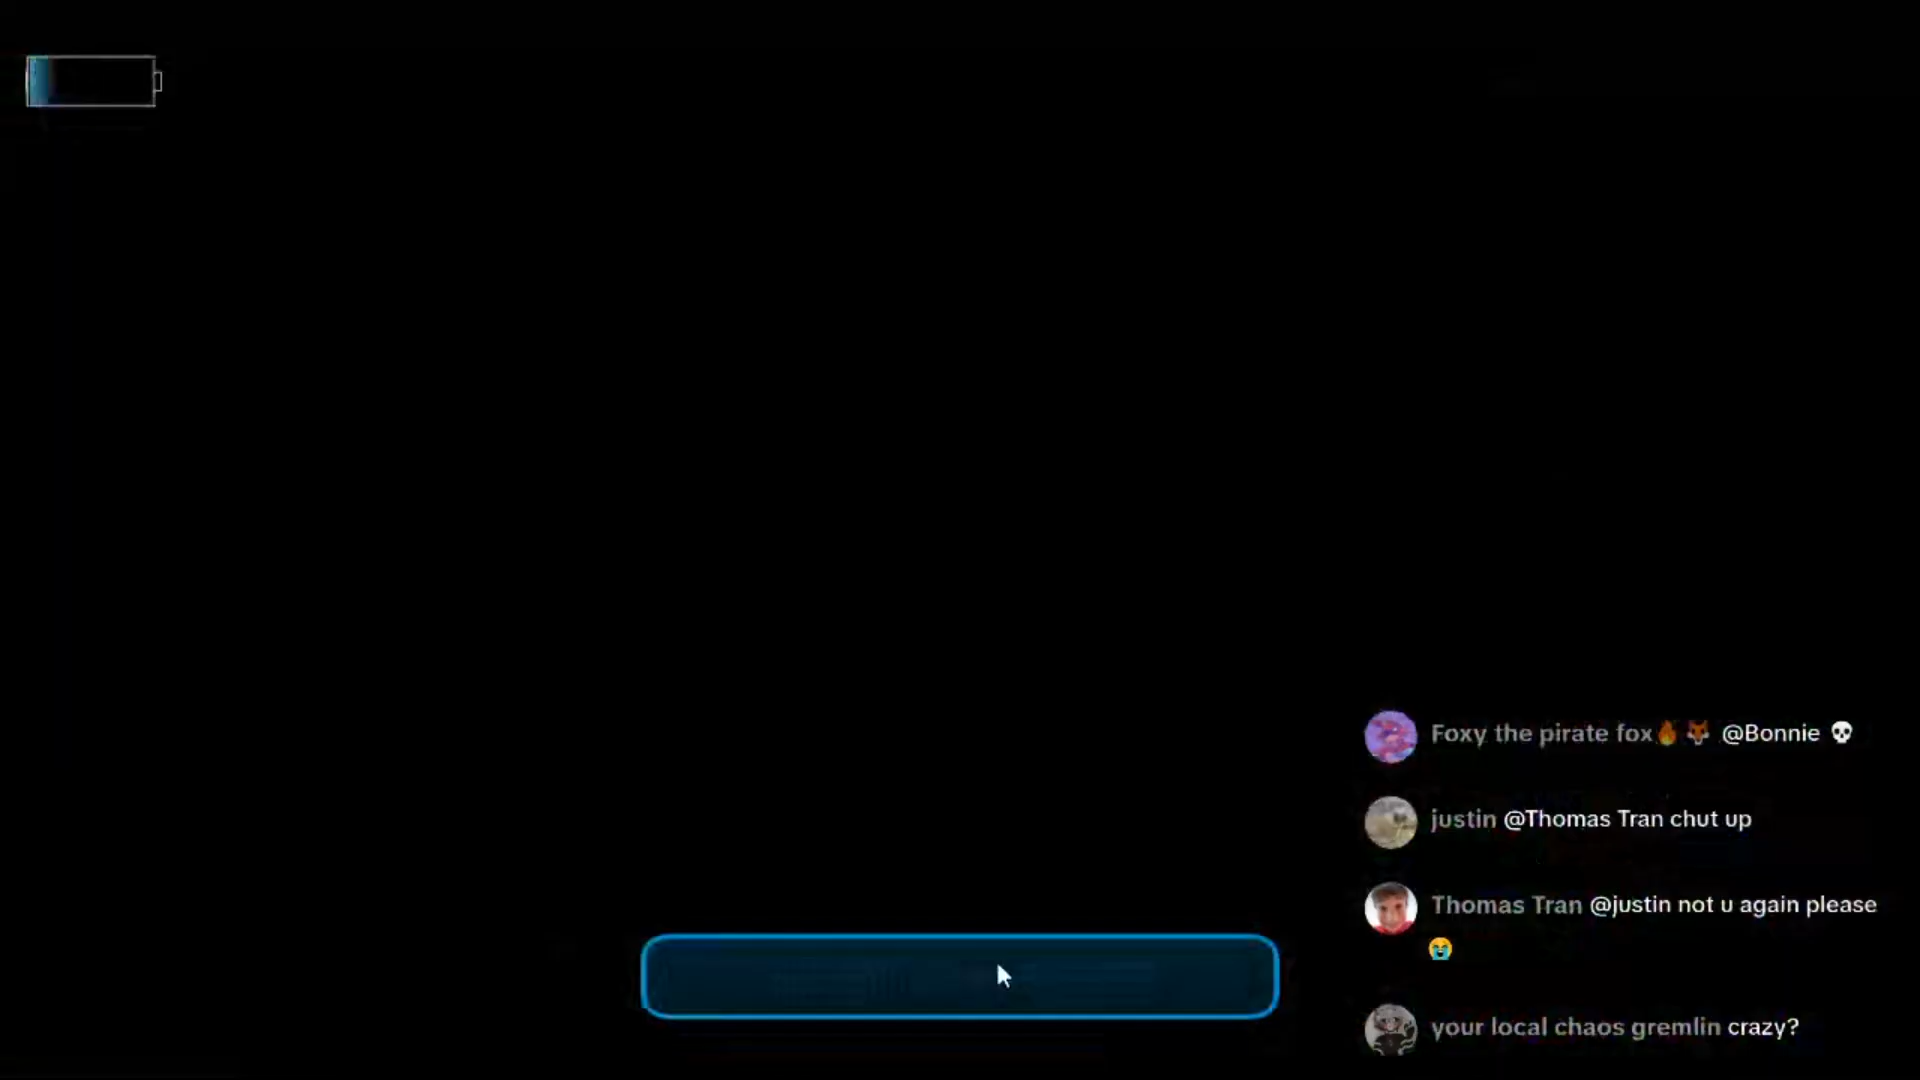 Foxy the pirate fox🔥🦊 @Bonnie 💀
justin @Thomas Tran chut up
Thomas Tran @justin not u again please
😭
your local chaos gremlin crazy?